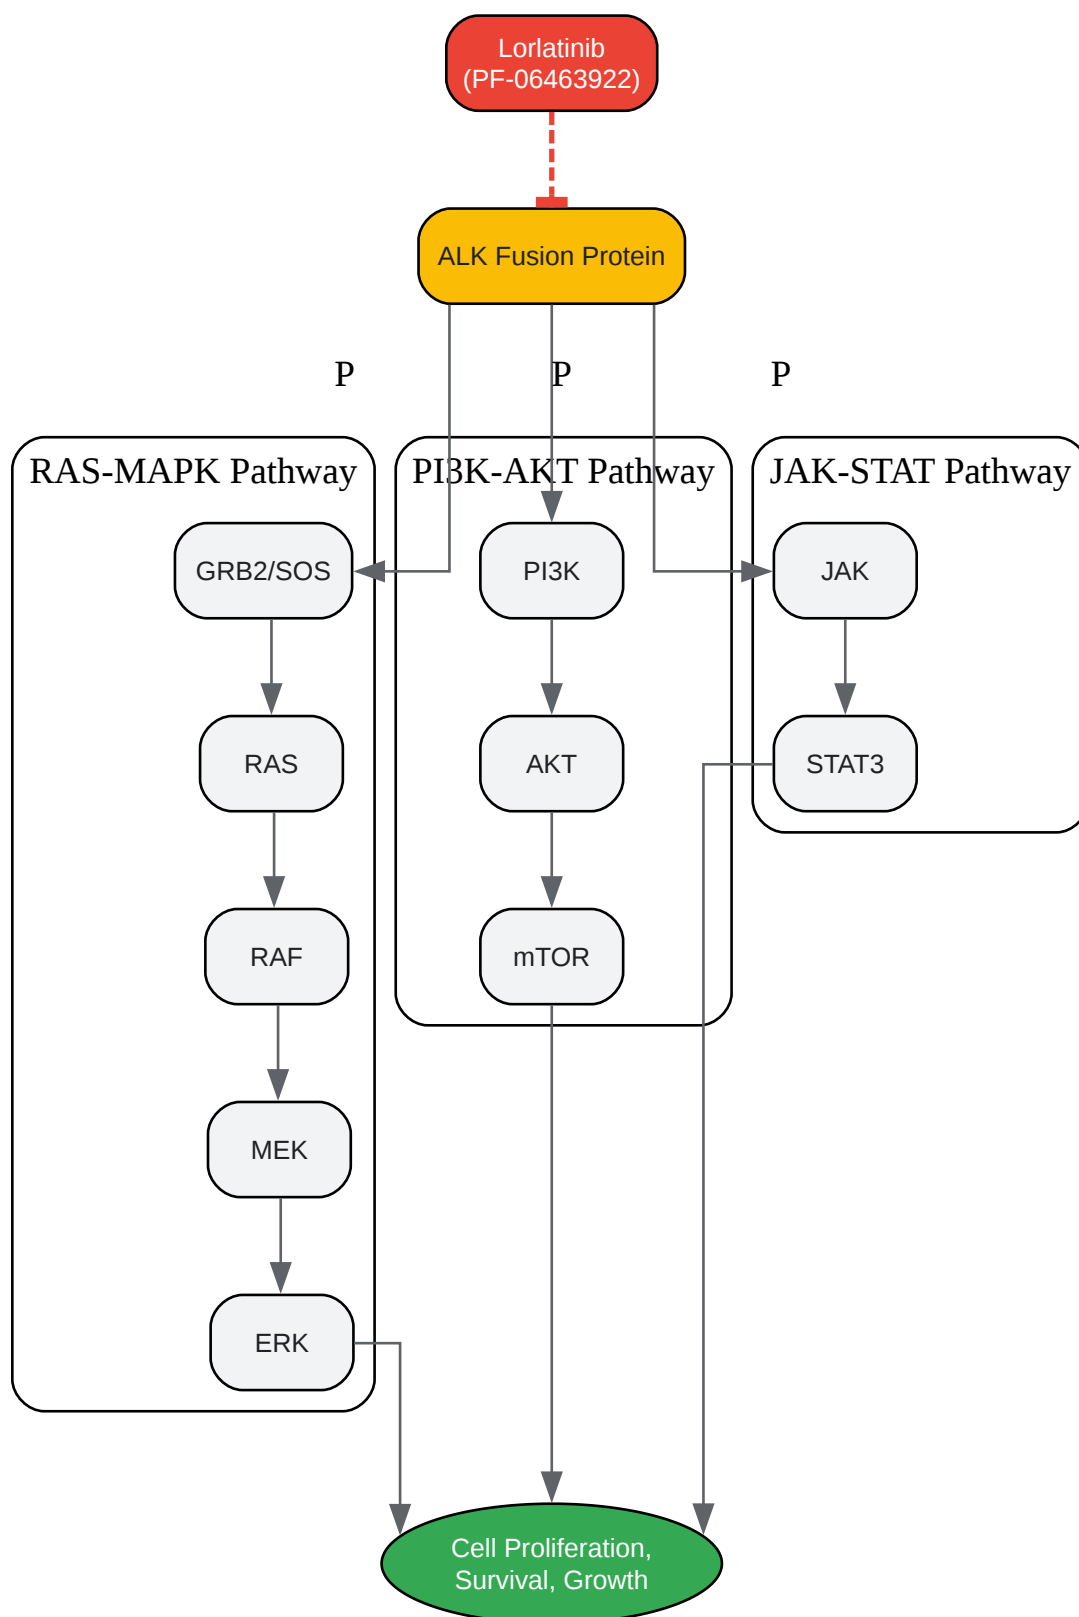 Lorlatinib
(PF-06463922)
ALK Fusion Protein
P
P
P
RAS-MAPK Pathway
PI3K-AKT Pathway
JAK-STAT Pathway
GRB2/SOS
PI3K
JAK
RAS
AKT
STAT3
RAF
mTOR
MEK
ERK
Cell Proliferation,
Survival, Growth